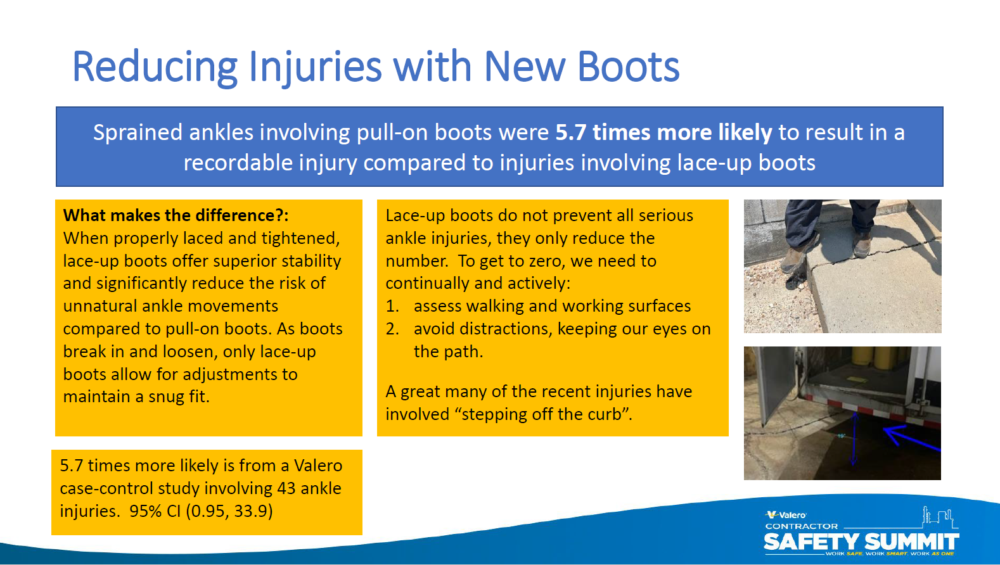 Reducing Injuries with New Boots
Sprained ankles involving pull-on boots were 5.7 times more likely to result in a
recordable injury compared to injuries involving lace-up boots
What makes the difference?:
When properly laced and tightened,
lace-up boots offer superior stability
and significantly reduce the risk of
unnatural ankle movements
compared to pull-on boots. As boots
break in and loosen, only lace-up
boots allow for adjustments to
maintain a snug fit.
Lace-up boots do not prevent all serious
ankle injuries, they only reduce the
number.  To get to zero, we need to
continually and actively:
1. assess walking and working surfaces
2. avoid distractions, keeping our eyes on
the path.
A great many of the recent injuries have
involved “stepping off the curb”.
19"
5.7 times more likely is from a Valero
case-control study involving 43 ankle
injuries.  95% CI (0.95, 33.9)
Valero
CONTRACTOR
SAFETY SUMMIT
WORK SAFE. WORK SMART. WORK AS ONE